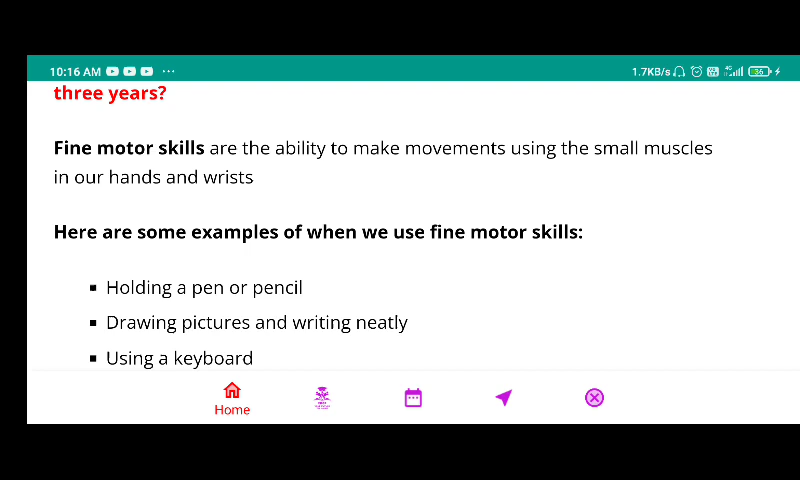 10:16 AM ... 1.7KB/s 4G 36
three years?
Fine motor skills are the ability to make movements using the small muscles
in our hands and wrists
Here are some examples of when we use fine motor skills:
▪ Holding a pen or pencil
▪ Drawing pictures and writing neatly
▪ Using a keyboard
Home